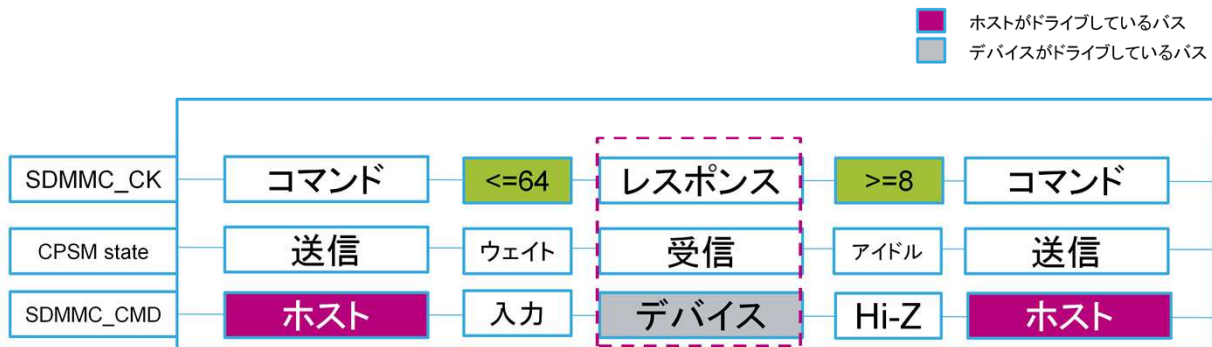 ホストがドライブしているバス
デバイスがドライブしているバス
SDMMC_CK コマンド <=64 レスポンス >=8 コマンド
CPSM state 送信 ウェイト 受信 アイドル 送信
SDMMC_CMD ホスト 入力 デバイス Hi-Z ホスト